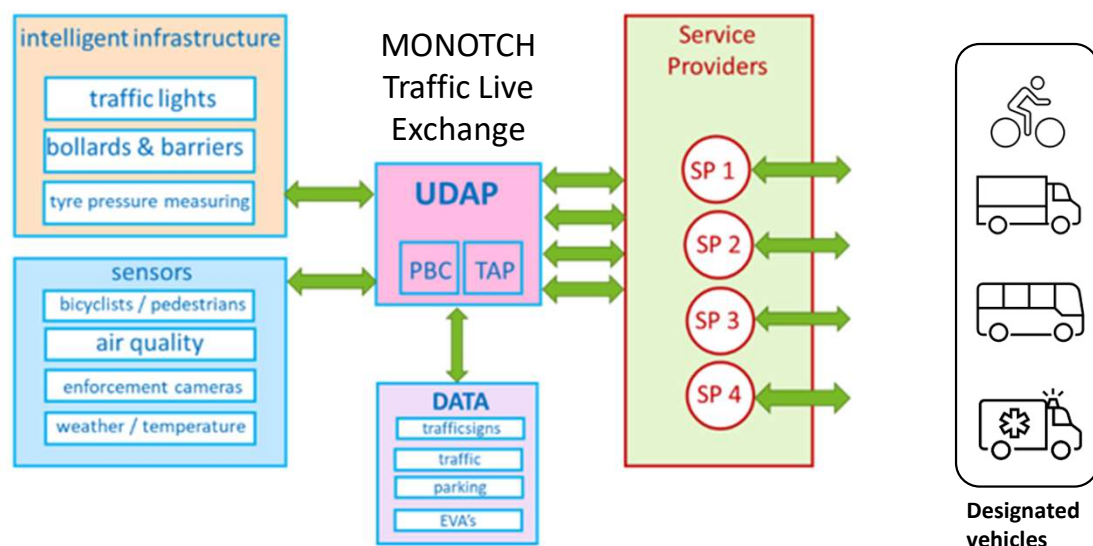 intelligent infrastructure
traffic lights
bollards & barriers
tyre pressure measuring
sensors
bicyclists / pedestrians
air quality
enforcement cameras
weather / temperature
MONOTCH
Traffic Live
Exchange
UDAP
PBC
TAP
DATA
trafficsigns
traffic
parking
EVA's
Service
Providers
SP 1
SP 2
SP 3
SP 4
Designated
vehicles